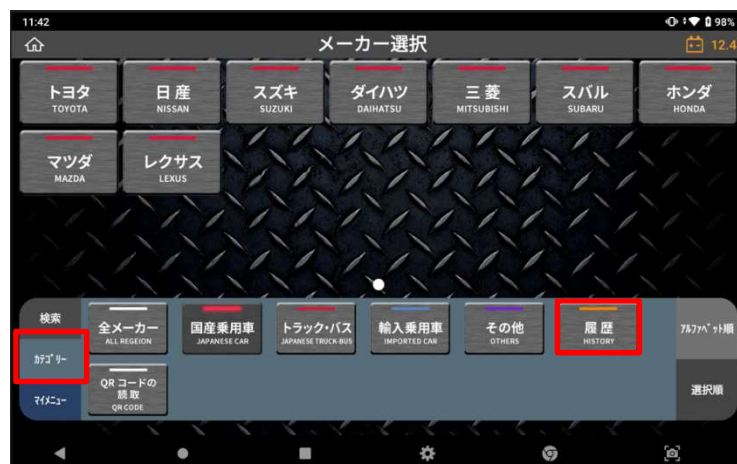 11:42
98%
メーカー選択
12.4
トヨタ
TOYOTA
日産
NISSAN
スズキ
SUZUKI
ダイハツ
DAIHATSU
三菱
MITSUBISHI
スバル
SUBARU
ホンダ
HONDA
マツダ
MAZDA
レクサス
LEXUS
検索
カテゴリー
マイメニュー
全メーカー
ALL REGEION
国産乗用車
JAPANESE CAR
トラック・バス
JAPANESE TRUCK-BUS
輸入乗用車
IMPORTED CAR
その他
OTHERS
履歴
HISTORY
QRコードの
読取
QR CODE
アルファベット順
選択順